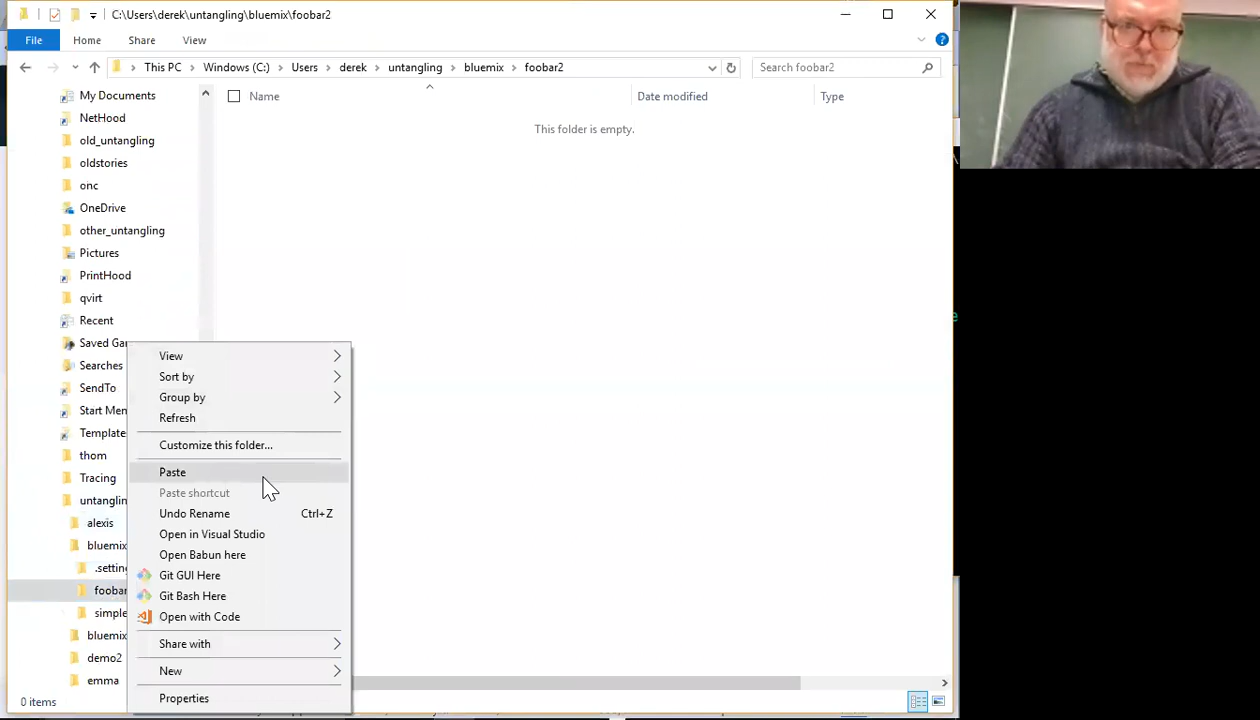 C:\Users\derek\untangling\bluemix\foobar2
File Home Share View
This PC Windows (C:) Users derek untangling bluemix foobar2 Search foobar2
Name Date modified Type
This folder is empty.
My Documents
NetHood
old_untangling
oldstories
onc
OneDrive
other_untangling
Pictures
PrintHood
qvirt
Recent
Saved Ga
Searches
SendTo
Start Men
Template
thom
Tracing
untanglin
alexis
bluemix
.setting
foobar
simple
bluemix
demo2
emma
0 items
View
Sort by
Group by
Refresh
Customize this folder...
Paste
Paste shortcut
Undo Rename Ctrl+Z
Open in Visual Studio
Open Babun here
Git GUI Here
Git Bash Here
Open with Code
Share with
New
Properties